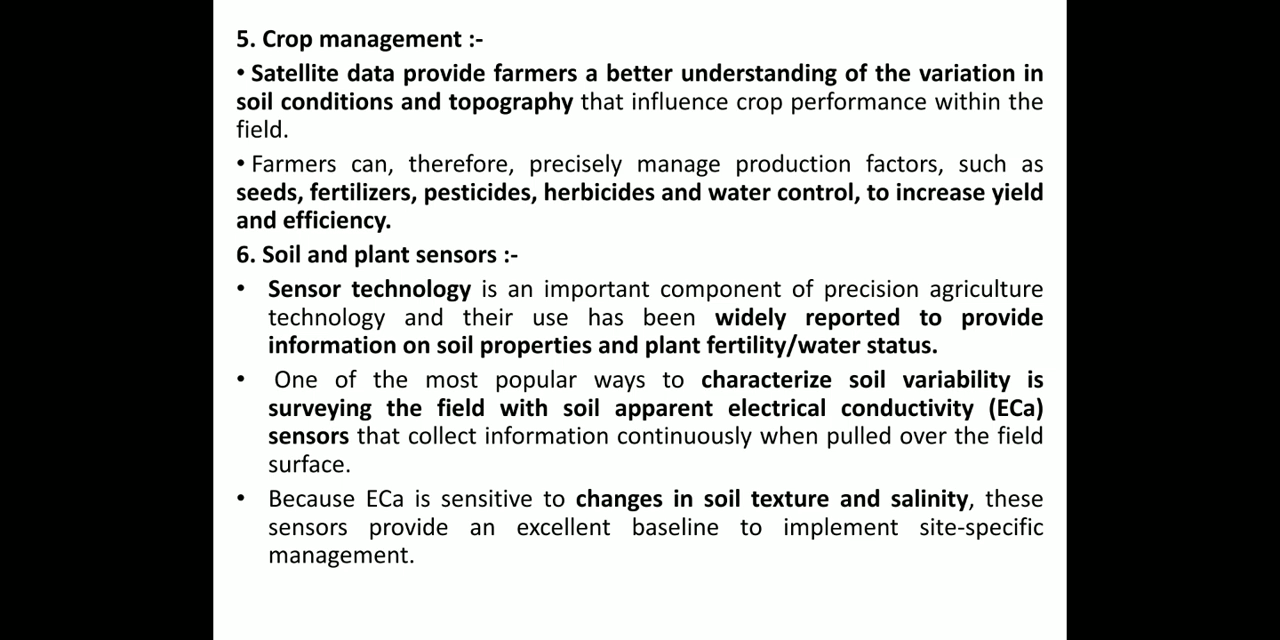 5. Crop management :-
• Satellite data provide farmers a better understanding of the variation in
soil conditions and topography that influence crop performance within the
field.
• Farmers can, therefore, precisely manage production factors, such as
seeds, fertilizers, pesticides, herbicides and water control, to increase yield
and efficiency.
6. Soil and plant sensors :-
• Sensor technology is an important component of precision agriculture
technology and their use has been widely reported to provide
information on soil properties and plant fertility/water status.
• One of the most popular ways to characterize soil variability is
surveying the field with soil apparent electrical conductivity (ECa)
sensors that collect information continuously when pulled over the field
surface.
• Because ECa is sensitive to changes in soil texture and salinity, these
sensors provide an excellent baseline to implement site-specific
management.